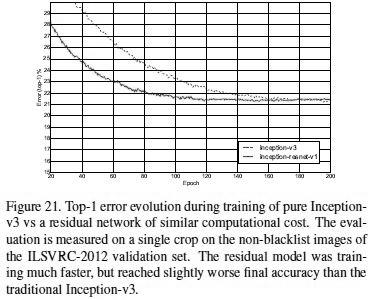 29
28
27
26
25
24
23
22
21
20
19
18
17
16
15
Error (top-1) %
20 40 60 80 100 120 140 160 180 200
Epoch
inception-v3
inception-resnet-v1
Figure 21. Top-1 error evolution during training of pure Inception-
v3 vs a residual network of similar computational cost. The eval-
uation is measured on a single crop on the non-blacklist images of
the ILSVRC-2012 validation set. The residual model was train-
ing much faster, but reached slightly worse final accuracy than the
traditional Inception-v3.